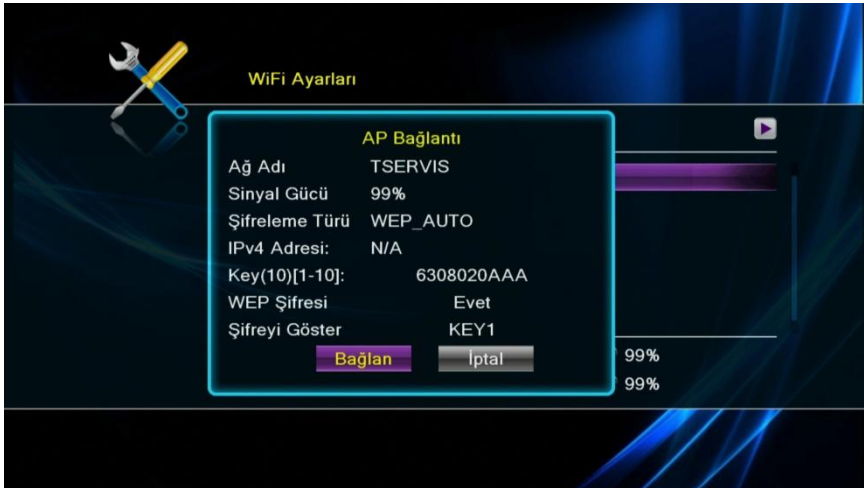 WiFi Ayarları
AP Bağlantı
Ağ Adı TSERVIS
Sinyal Gücü 99%
Şifreleme Türü WEP_AUTO
IPv4 Adresi: N/A
Key(10)[1-10]: 6308020AAA
WEP Şifresi Evet
Şifreyi Göster KEY1
Bağlan İptal
99%
99%